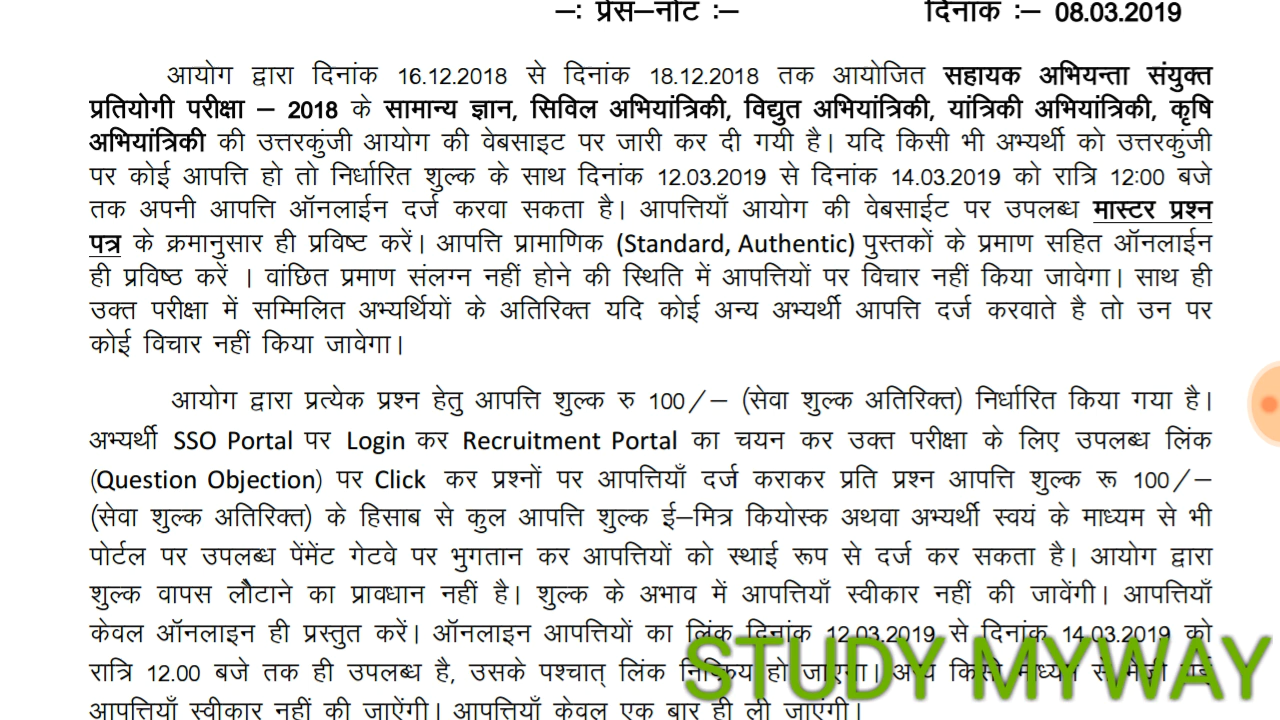 –: प्रेस–नोट :– दिनांक :– 08.03.2019
आयोग द्वारा दिनांक 16.12.2018 से दिनांक 18.12.2018 तक आयोजित सहायक अभियन्ता संयुक्त
प्रतियोगी परीक्षा – 2018 के सामान्य ज्ञान, सिविल अभियांत्रिकी, विद्युत अभियांत्रिकी, यांत्रिकी अभियांत्रिकी, कृषि
अभियांत्रिकी की उत्तरकुंजी आयोग की वेबसाइट पर जारी कर दी गयी है। यदि किसी भी अभ्यर्थी को उत्तरकुंजी
पर कोई आपत्ति हो तो निर्धारित शुल्क के साथ दिनांक 12.03.2019 से दिनांक 14.03.2019 को रात्रि 12:00 बजे
तक अपनी आपत्ति ऑनलाईन दर्ज करवा सकता है। आपत्तियाँ आयोग की वेबसाईट पर उपलब्ध मास्टर प्रश्न
पत्र के क्रमानुसार ही प्रविष्ट करें। आपत्ति प्रामाणिक (Standard, Authentic) पुस्तकों के प्रमाण सहित ऑनलाईन
ही प्रविष्ठ करें । वांछित प्रमाण संलग्न नहीं होने की स्थिति में आपत्तियों पर विचार नहीं किया जावेगा। साथ ही
उक्त परीक्षा में सम्मिलित अभ्यर्थियों के अतिरिक्त यदि कोई अन्य अभ्यर्थी आपत्ति दर्ज करवाते है तो उन पर
कोई विचार नहीं किया जावेगा।
आयोग द्वारा प्रत्येक प्रश्न हेतु आपत्ति शुल्क रु 100/– (सेवा शुल्क अतिरिक्त) निर्धारित किया गया है।
अभ्यर्थी SSO Portal पर Login कर Recruitment Portal का चयन कर उक्त परीक्षा के लिए उपलब्ध लिंक
(Question Objection) पर Click कर प्रश्नों पर आपत्तियाँ दर्ज कराकर प्रति प्रश्न आपत्ति शुल्क रू 100/–
(सेवा शुल्क अतिरिक्त) के हिसाब से कुल आपत्ति शुल्क ई–मित्र कियोस्क अथवा अभ्यर्थी स्वयं के माध्यम से भी
पोर्टल पर उपलब्ध पेंमेंट गेटवे पर भुगतान कर आपत्तियों को स्थाई रूप से दर्ज कर सकता है। आयोग द्वारा
शुल्क वापस लौटाने का प्रावधान नहीं है। शुल्क के अभाव में आपत्तियाँ स्वीकार नहीं की जावेंगी। आपत्तियाँ
केवल ऑनलाइन ही प्रस्तुत करें। ऑनलाइन आपत्तियों का लिंक दिनांक 12.03.2019 से दिनांक 14.03.2019 को
रात्रि 12.00 बजे तक ही उपलब्ध है, उसके पश्चात् लिंक निष्क्रिय हो जाएगा। अन्य किसी माध्यम से भेजी गई
आपत्तियाँ स्वीकार नहीं की जाऐंगी। आपत्तियाँ केवल एक बार ही ली जाएंगी।
STUDY MYWAY